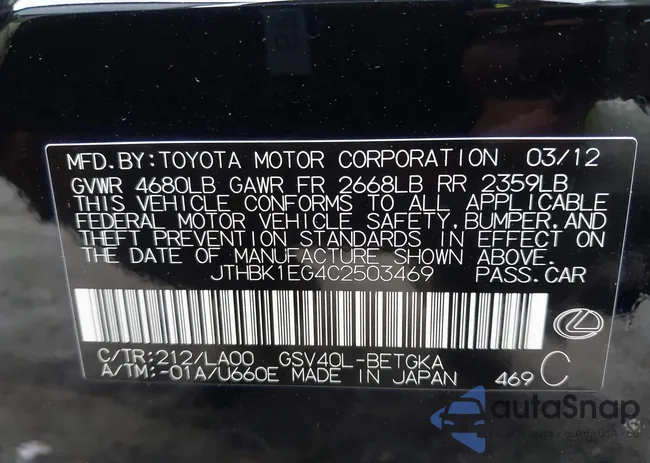 MFD.BY:TOYOTA MOTOR CORPORATION 03/12
GVWR 4680LB GAWR FR 2668LB RR 2359LB
THIS VEHICLE CONFORMS TO ALL APPLICABLE
FEDERAL MOTOR VEHICLE SAFETY,BUMPER,AND
THEFT PREVENTION STANDARDS IN EFFECT ON
THE DATE OF MANUFACTURE SHOWN ABOVE.
JTHBK1EG4C2503469 PASS.CAR
C/TR:212/LA00 GSV40L-BETGKA
A/TM:-01A/U660E MADE IN JAPAN 469 C
autaSnap